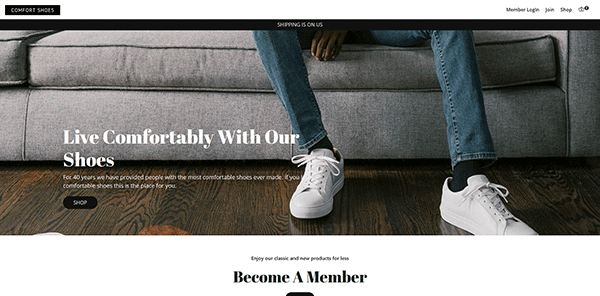 COMFORT SHOES
Member LogIn Join Shop 0
SHIPPING IS ON US
Live Comfortably With Our
Shoes
For 40 years we have provided people with the most comfortable shoes ever made. If you
comfortable shoes this is the place for you.
SHOP
Enjoy our classic and new products for less
Become A Member